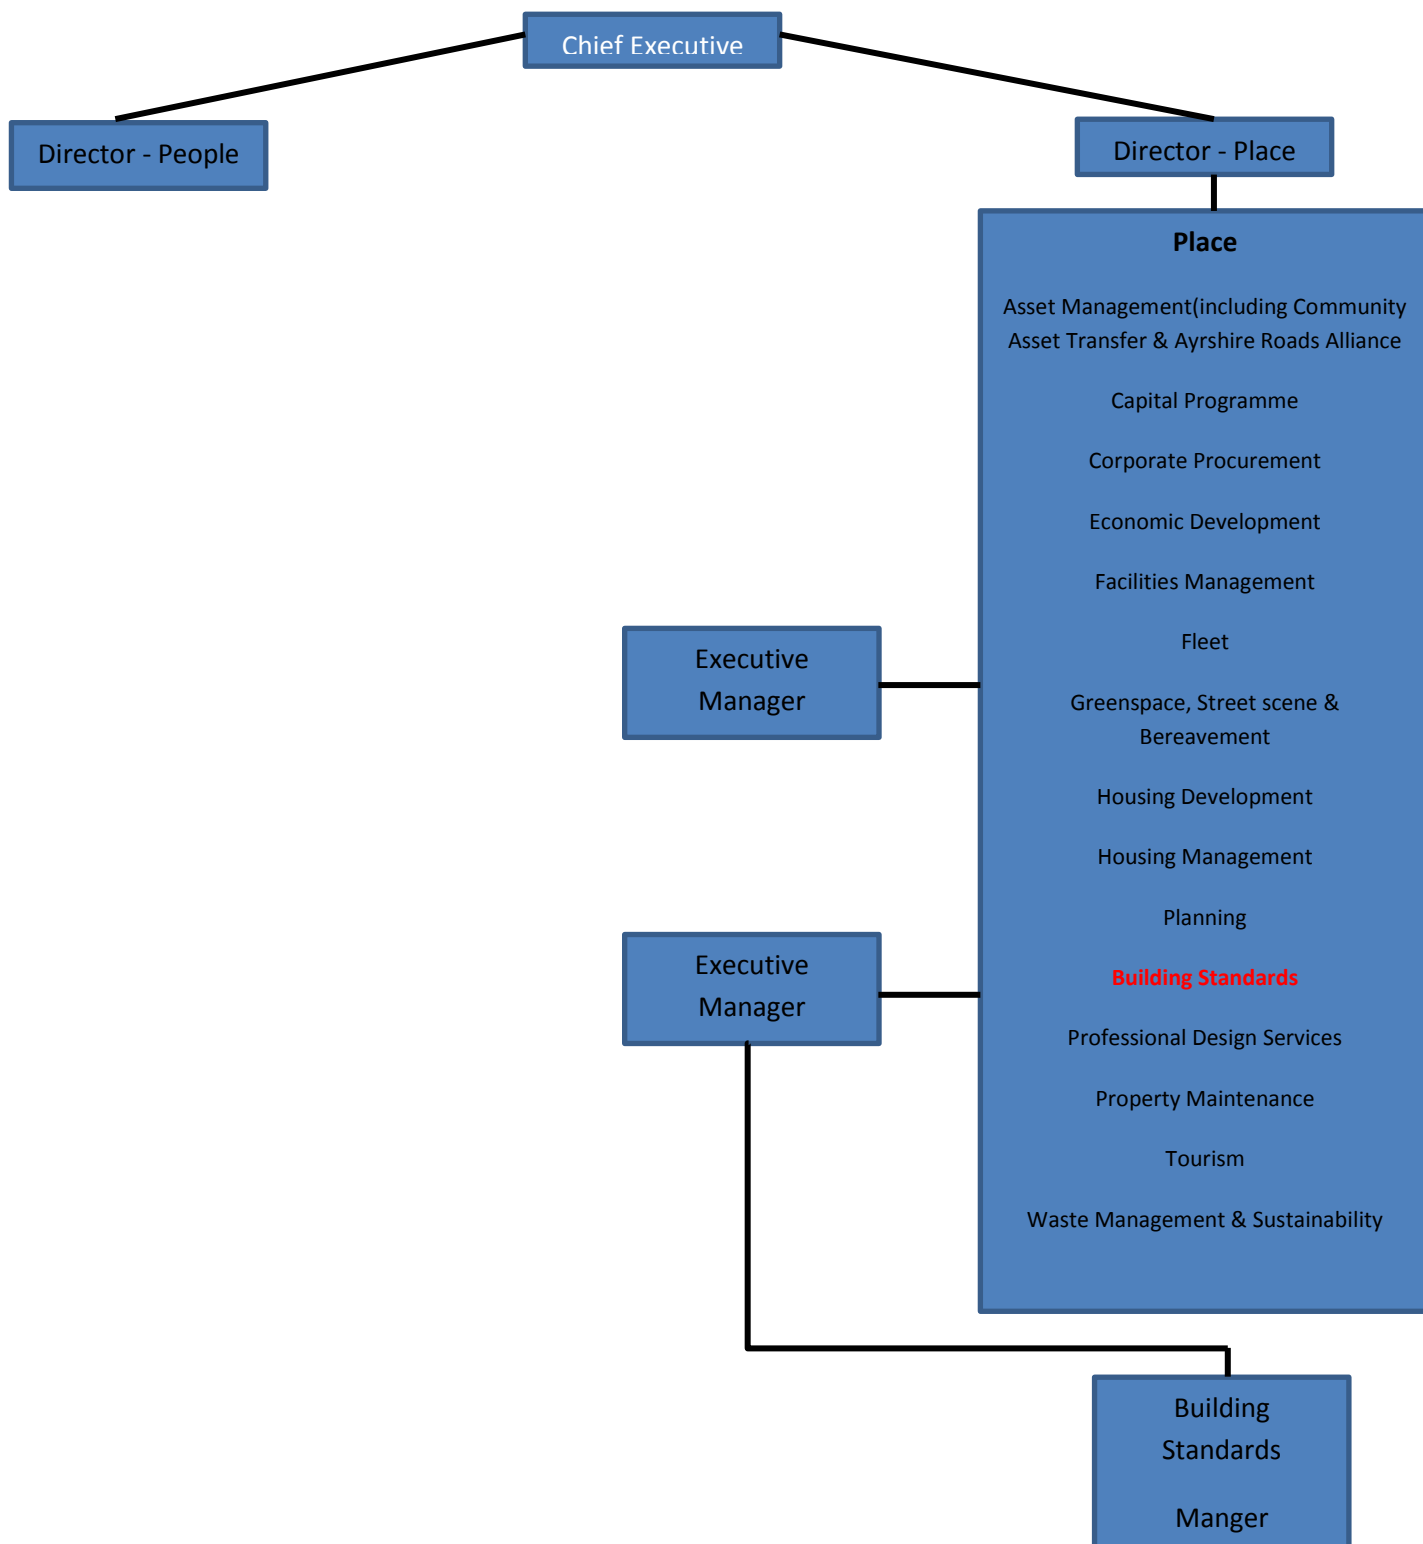 Chief Executive
Director - People
Director - Place
Place
Asset Management(including Community
Asset Transfer & Ayrshire Roads Alliance
Capital Programme
Corporate Procurement
Economic Development
Facilities Management
Fleet
Executive
Manager
Greenspace, Street scene &
Bereavement
Housing Development
Housing Management
Planning
Executive
Manager
Building Standards
Professional Design Services
Property Maintenance
Tourism
Waste Management & Sustainability
Building
Standards
Manger